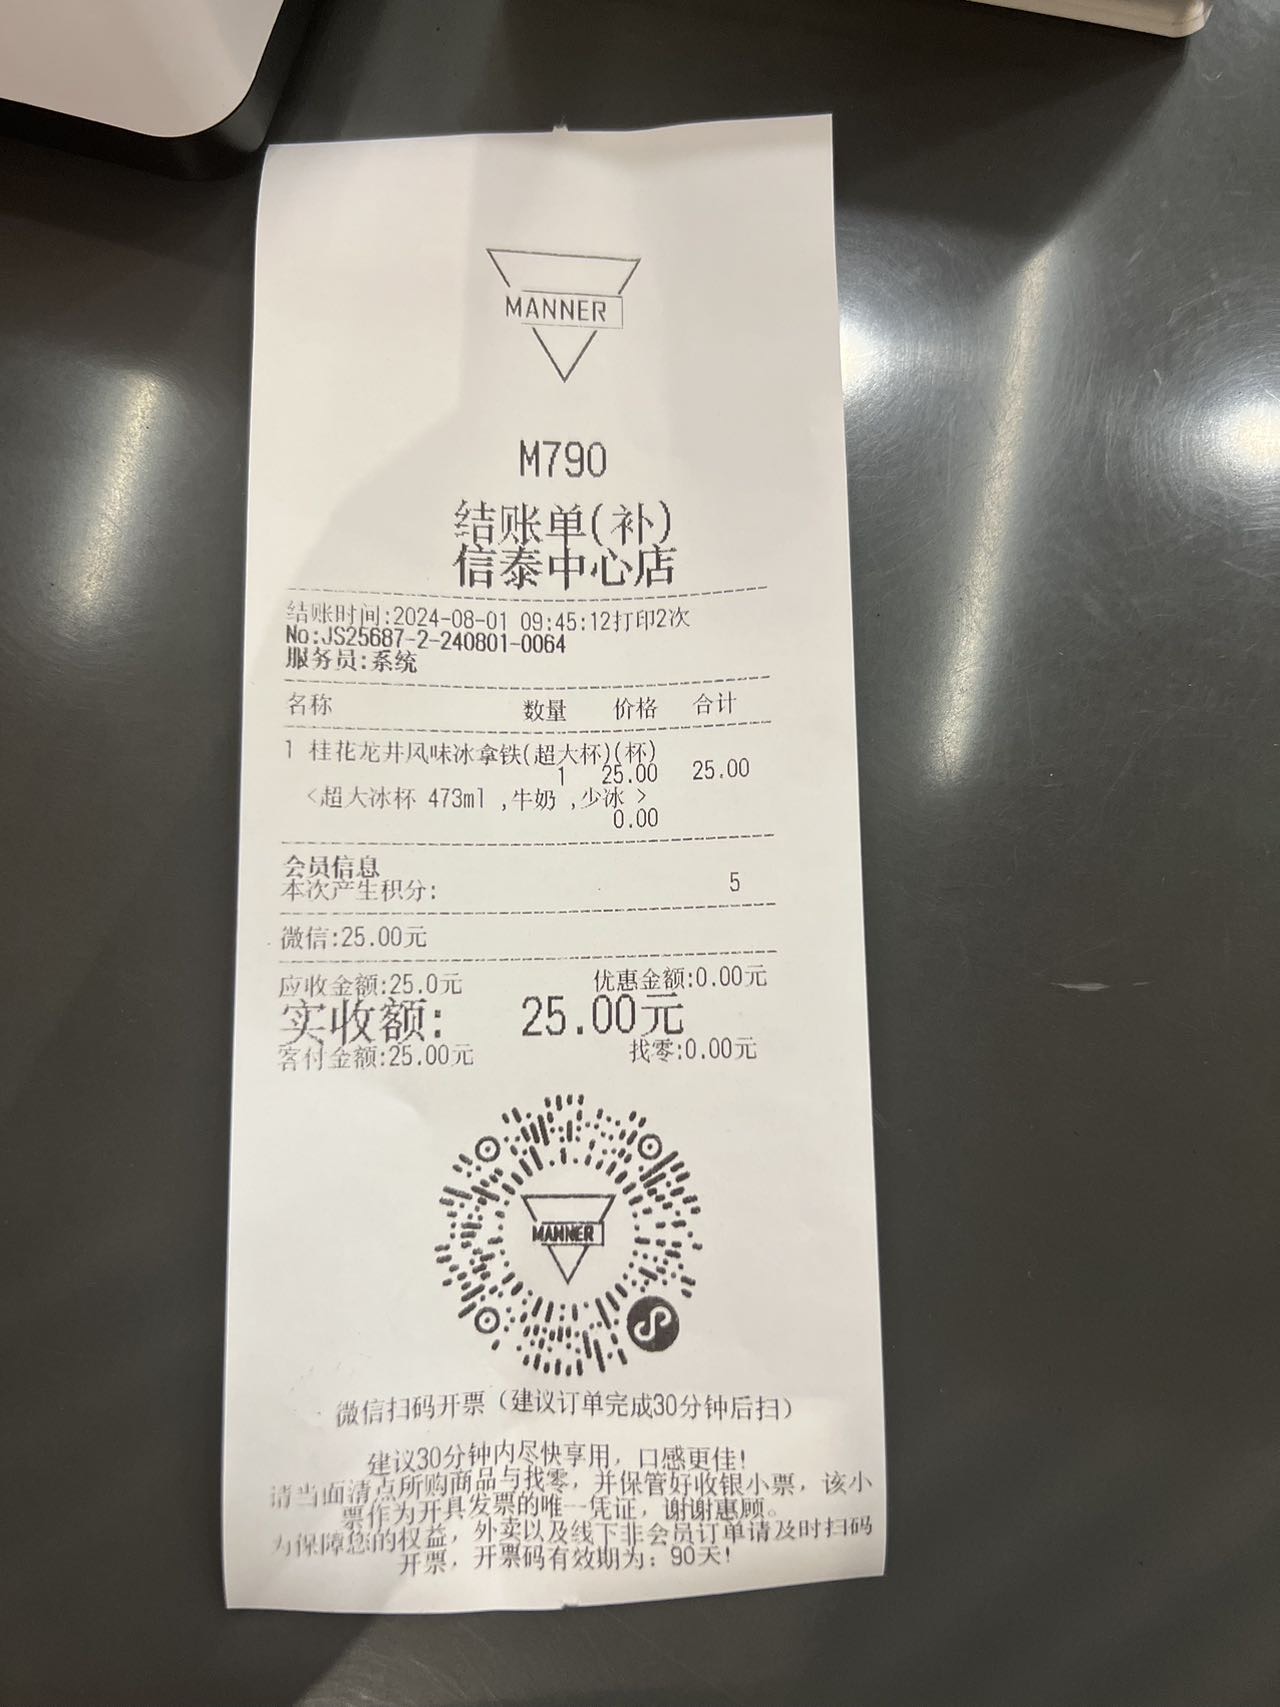 MANNER
M790
结账单(补)
信泰中心店
结账时间:2024-08-01 09:45:12打印2次
No:JS25687-2-240801-0064
服务员:系统
名称 数量 价格 合计
1 桂花龙井风味冰拿铁(超大杯)(杯)
1 25.00 25.00
<超大冰杯 473ml ,牛奶 ,少冰 >
0.00
会员信息
本次产生积分: 5
微信:25.00元
应收金额:25.0元 优惠金额:0.00元
实收额: 25.00元
客付金额:25.00元 找零:0.00元
MANNER
微信扫码开票（建议订单完成30分钟后扫）
建议30分钟内尽快享用，口感更佳!
请当面清点所购商品与找零，并保管好收银小票，该小
票作为开具发票的唯一凭证，谢谢惠顾。
为保障您的权益，外卖以及线下非会员订单请及时扫码
开票，开票码有效期为：90天!